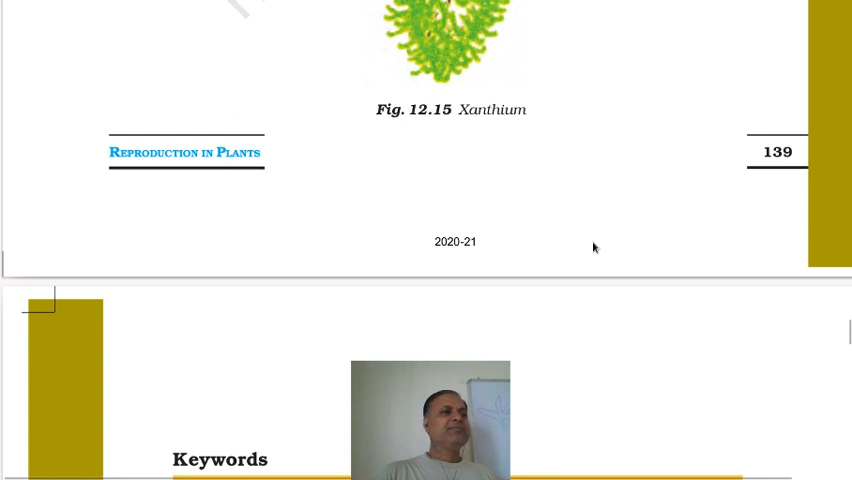 Fig. 12.15 Xanthium
REPRODUCTION IN PLANTS
139
2020-21
Keywords